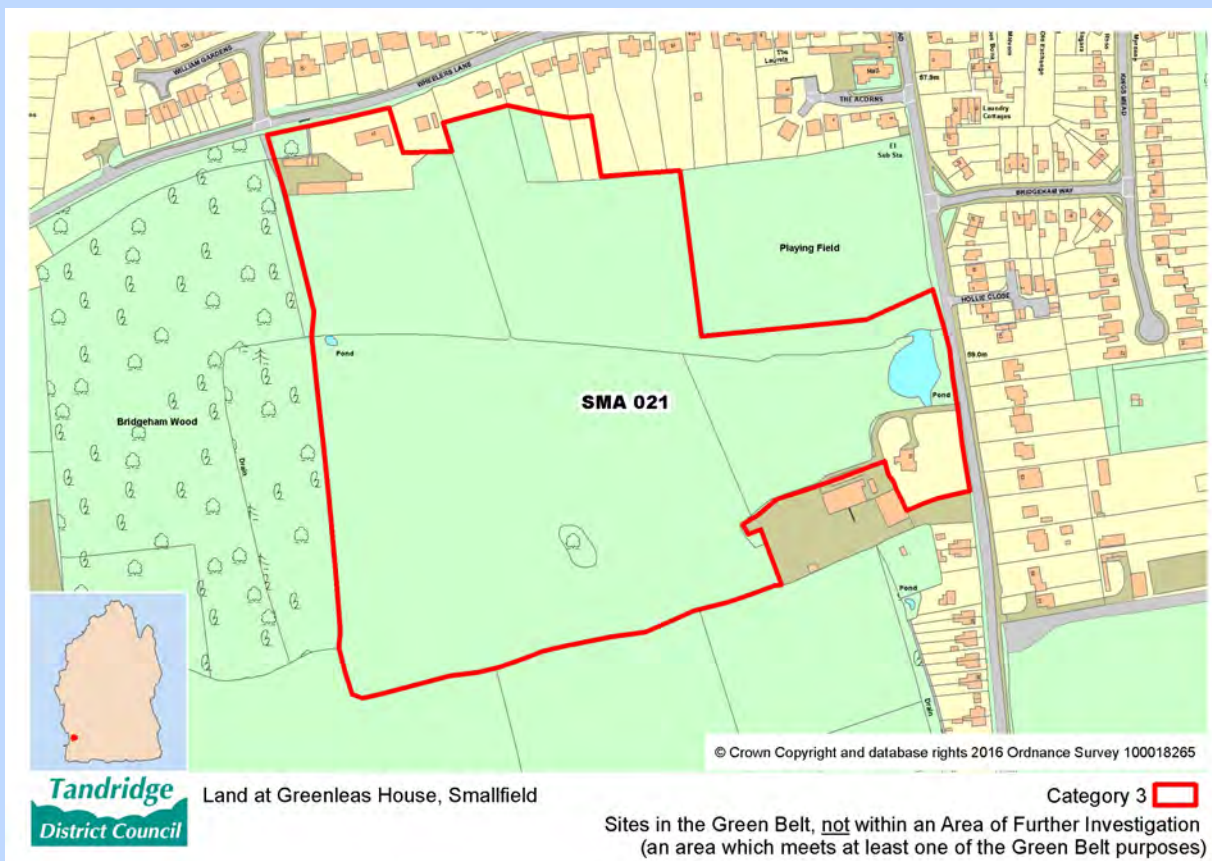 WILLIAM GARDENS
WHEELERS LANE
The
Laurels
Hall
THE ACORNS
67.9m
Old Exchange
Laundry
Cottages
KINGS MEAD
El
Sub Sta
BRIDGEHAM WAY
Playing Field
HOLLIE CLOSE
59.0m
Pond
Pond
SMA 021
Bridgeham Wood
Drain
Pond
Drain
© Crown Copyright and database rights 2016 Ordnance Survey 100018265
Tandridge
District Council
Land at Greenleas House, Smallfield
Category 3
Sites in the Green Belt, not within an Area of Further Investigation
(an area which meets at least one of the Green Belt purposes)